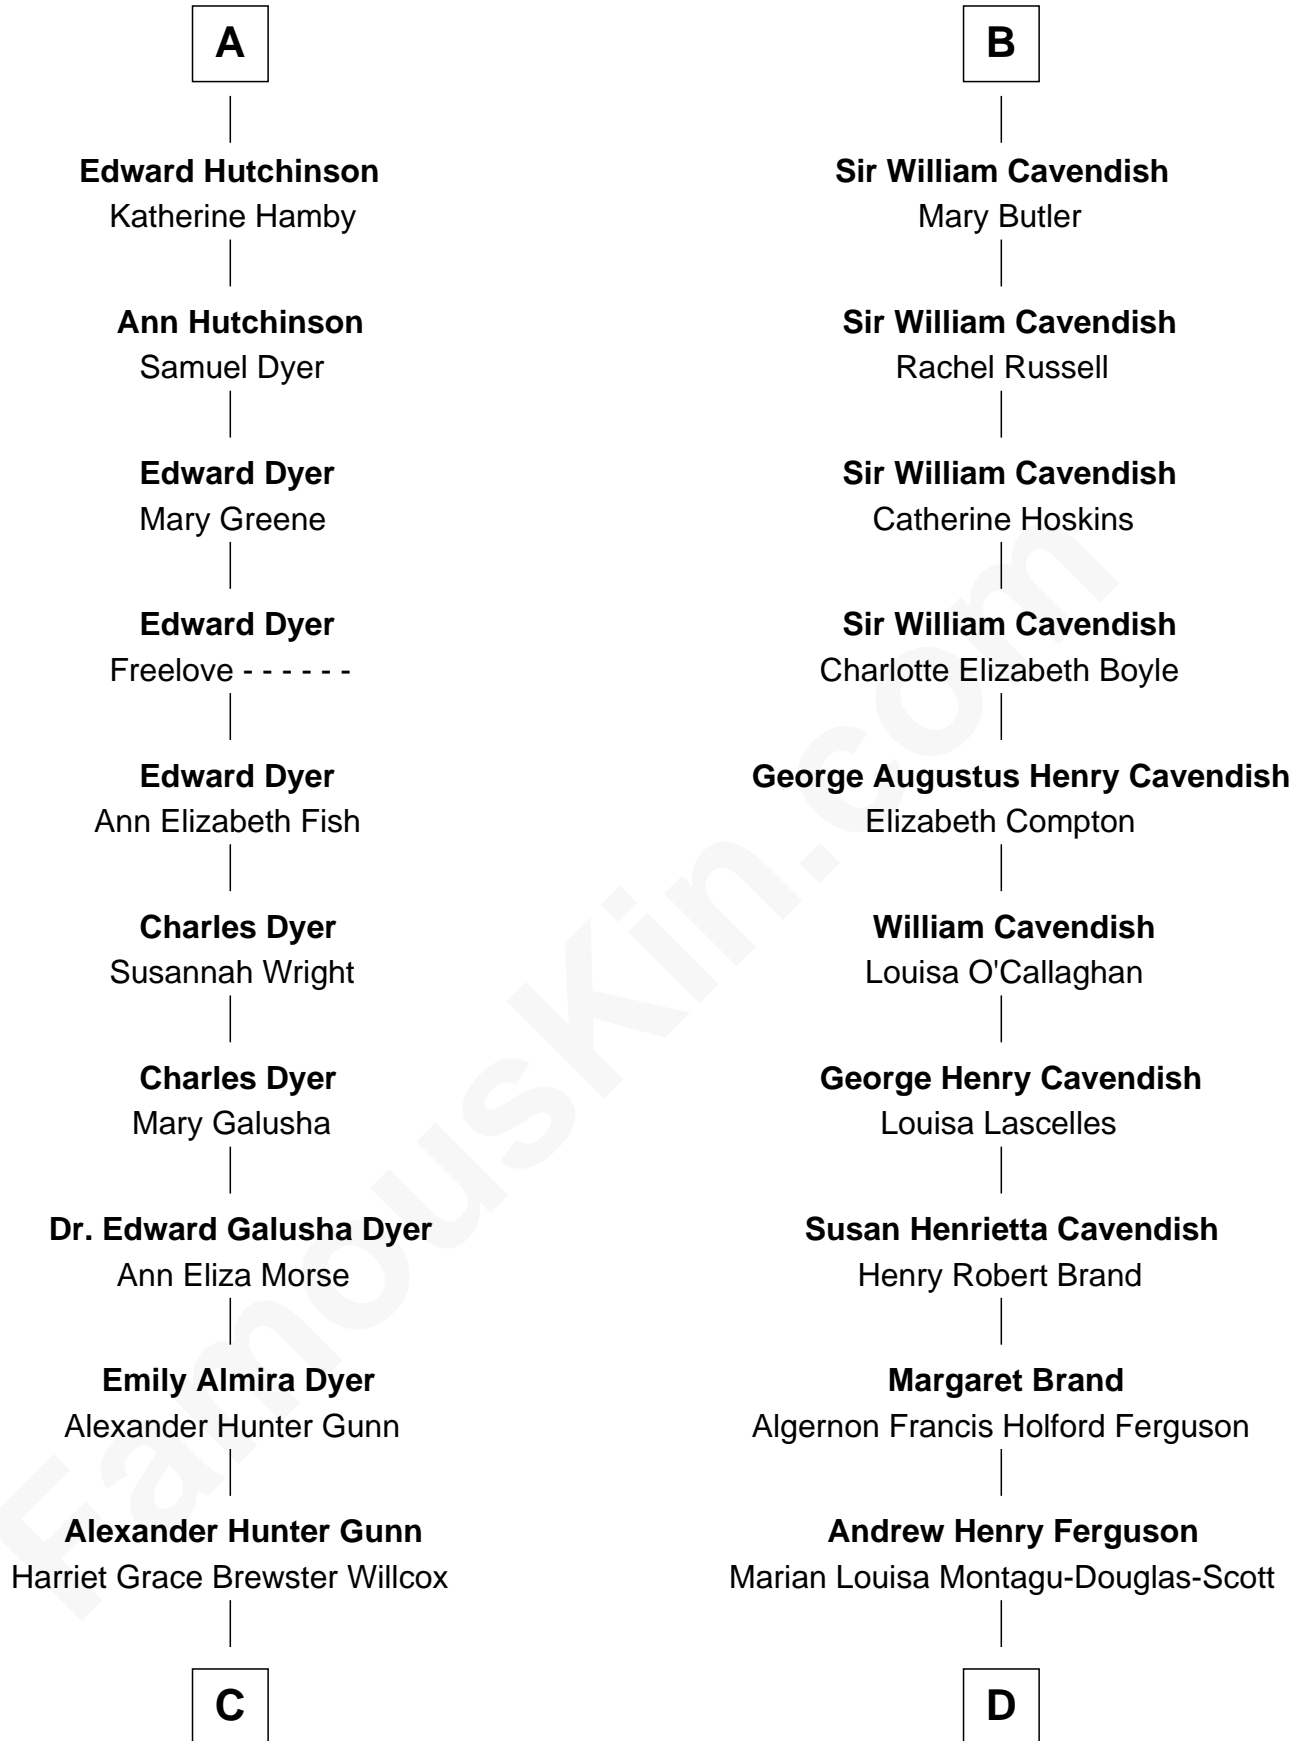 A
Edward Hutchinson
Katherine Hamby
Ann Hutchinson
Samuel Dyer
Edward Dyer
Mary Greene
Edward Dyer
Freelove - - - - - -
Edward Dyer
Ann Elizabeth Fish
Charles Dyer
Susannah Wright
Charles Dyer
Mary Galusha
Dr. Edward Galusha Dyer
Ann Eliza Morse
Emily Almira Dyer
Alexander Hunter Gunn
Alexander Hunter Gunn
Harriet Grace Brewster Willcox
C
B
Sir William Cavendish
Mary Butler
Sir William Cavendish
Rachel Russell
Sir William Cavendish
Catherine Hoskins
Sir William Cavendish
Charlotte Elizabeth Boyle
George Augustus Henry Cavendish
Elizabeth Compton
William Cavendish
Louisa O'Callaghan
George Henry Cavendish
Louisa Lascelles
Susan Henrietta Cavendish
Henry Robert Brand
Margaret Brand
Algernon Francis Holford Ferguson
Andrew Henry Ferguson
Marian Louisa Montagu-Douglas-Scott
D
FamousKin.com